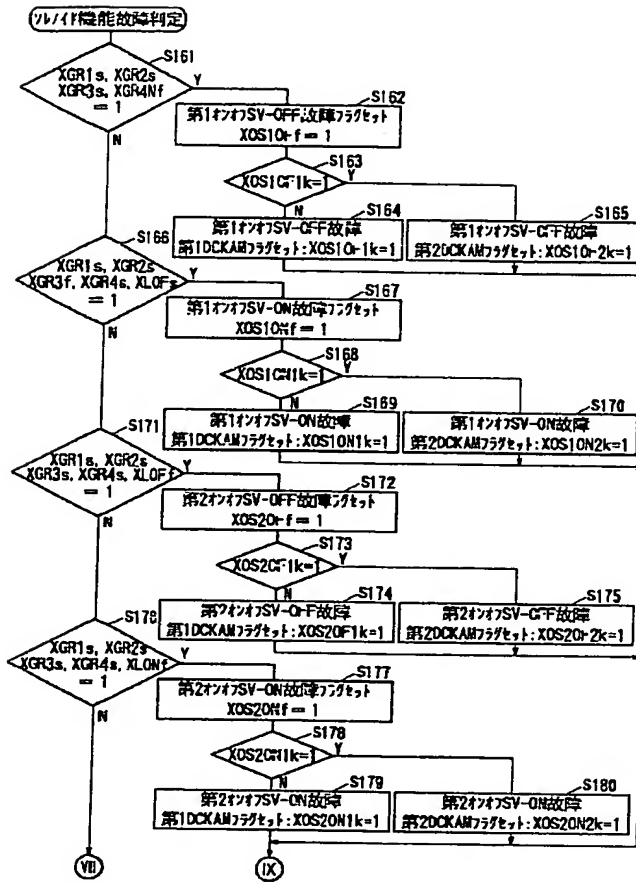 ソレノイド機能故障判定
S161
XGR1s, XGR2s
XGR3s, XGR4Nf
= 1
Y
N
S162
第1オンオフSV-OFF故障フラグセット
XOS1OFf = 1
S163
XOS1OF1k=1
Y
N
S164
第1オンオフSV-OFF故障
第1DCKAMフラグセット:XOS1OF1k=1
S165
第1オンオフSV-OFF故障
第2DCKAMフラグセット:XOS1OF2k=1
S166
XGR1s, XGR2s
XGR3f, XGR4s, XLOFs
= 1
Y
N
S167
第1オンオフSV-ON故障フラグセット
XOS1ONf = 1
S168
XOS1ON1k=1
Y
N
S169
第1オンオフSV-ON故障
第1DCKAMフラグセット:XOS1ON1k=1
S170
第1オンオフSV-ON故障
第2DCKAMフラグセット:XOS1ON2k=1
S171
XGR1s, XGR2s
XGR3s, XGR4s, XLOFf
= 1
Y
N
S172
第2オンオフSV-OFF故障フラグセット
XOS2OFf = 1
S173
XOS2OF1k=1
Y
N
S174
第2オンオフSV-OFF故障
第1DCKAMフラグセット:XOS2OF1k=1
S175
第2オンオフSV-OFF故障
第2DCKAMフラグセット:XOS2OF2k=1
S176
XGR1s, XGR2s
XGR3s, XGR4s, XLONf
= 1
Y
N
S177
第2オンオフSV-ON故障フラグセット
XOS2ONf = 1
S178
XOS2ON1k=1
Y
N
S179
第2オンオフSV-ON故障
第1DCKAMフラグセット:XOS2ON1k=1
S180
第2オンオフSV-ON故障
第2DCKAMフラグセット:XOS2ON2k=1
VIII
IX